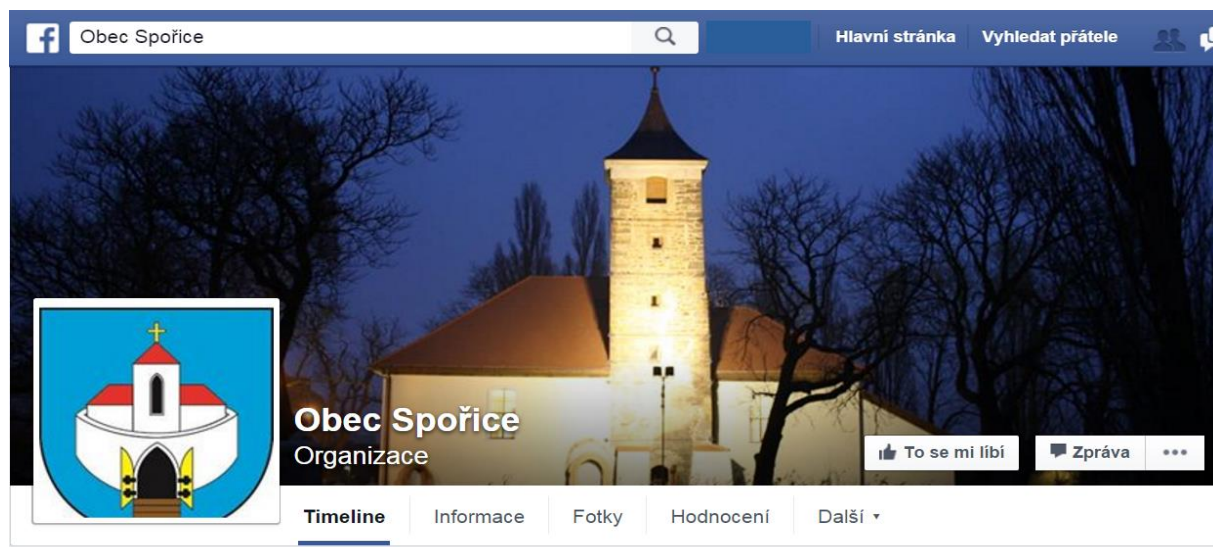 f Obec Spořice Hlavní stránka Vyhledat přátele
Obec Spořice
Organizace
To se mi líbí Zpráva
Timeline Informace Fotky Hodnocení Další